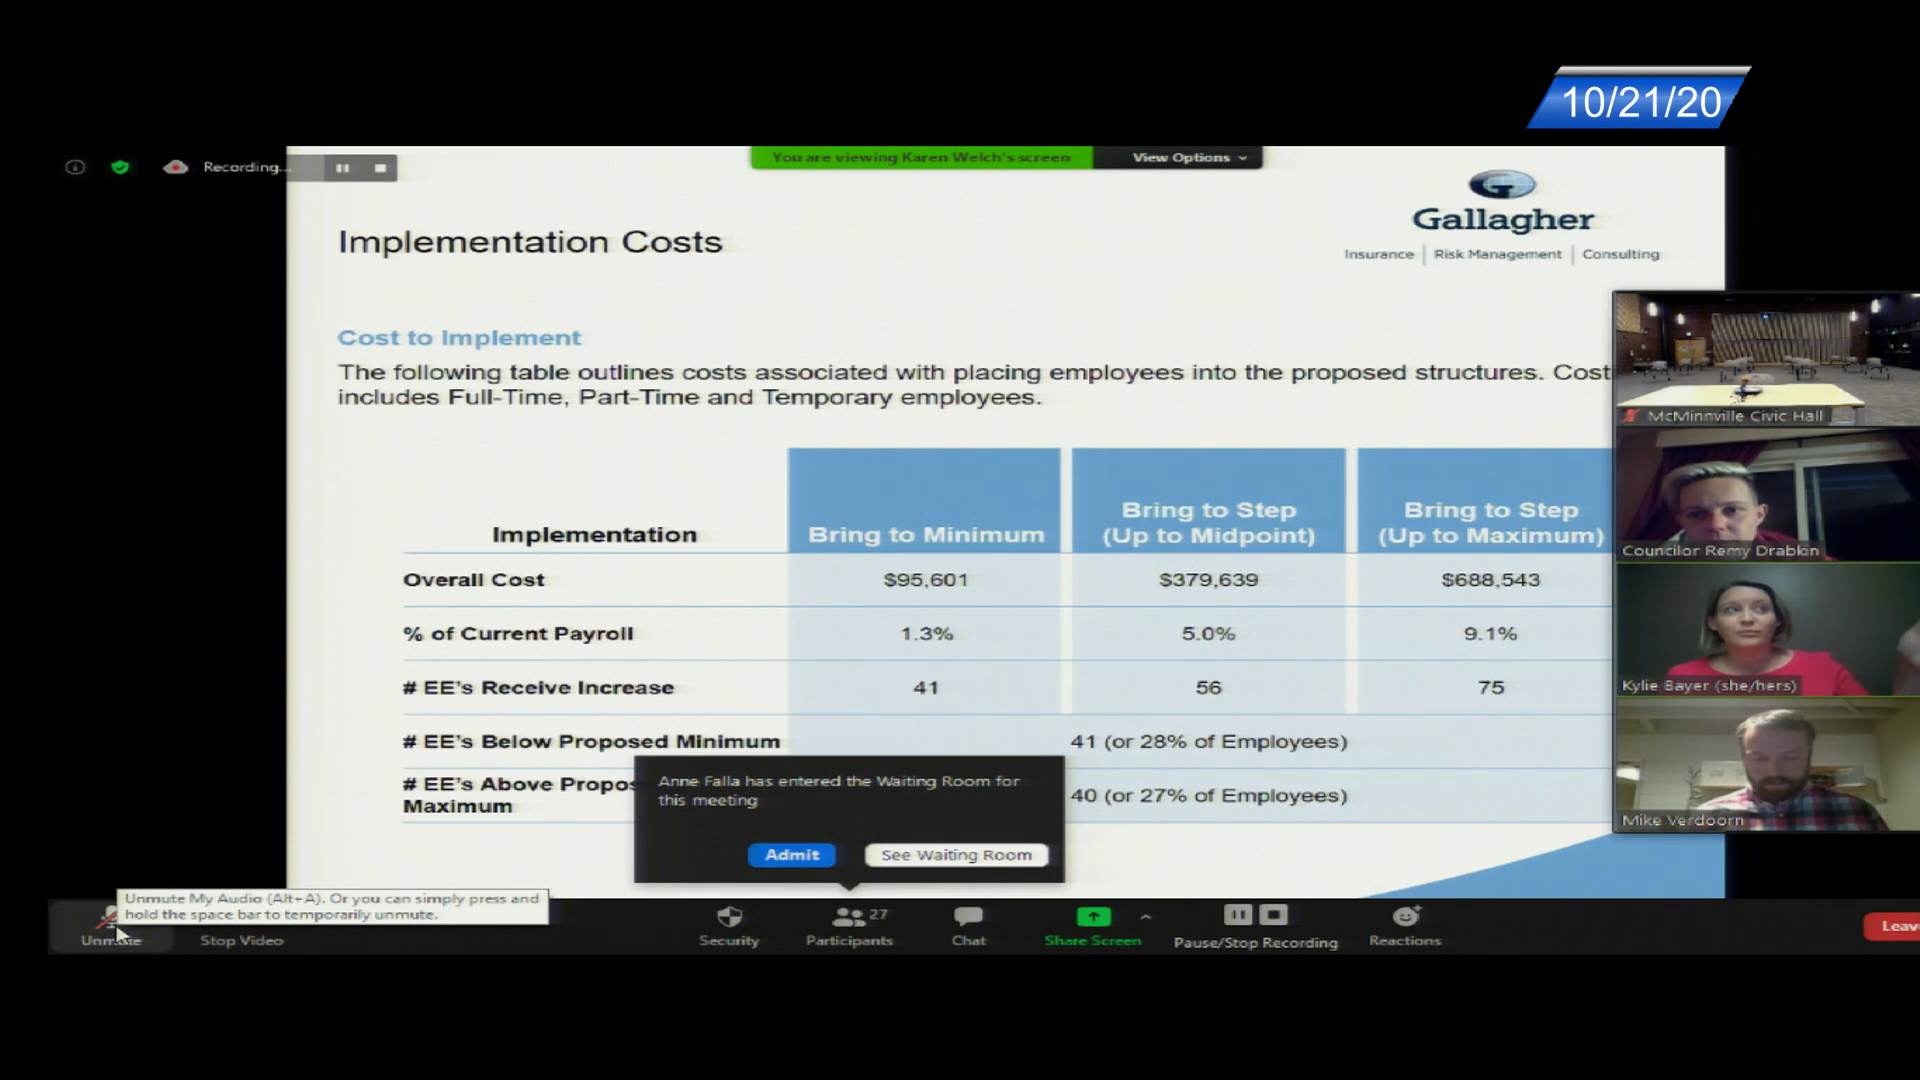 10/21/20
Recording...
You are viewing Karen Welch's screen
View Options
Gallagher
Insurance | Risk Management | Consulting
Implementation Costs
Cost to Implement
The following table outlines costs associated with placing employees into the proposed structures. Cost
includes Full-Time, Part-Time and Temporary employees.
Implementation
Bring to Minimum
Bring to Step
(Up to Midpoint)
Bring to Step
(Up to Maximum)
Overall Cost $95,601 $379,639 $688,543
% of Current Payroll 1.3% 5.0% 9.1%
# EE's Receive Increase 41 56 75
# EE's Below Proposed Minimum 41 (or 28% of Employees)
# EE's Above Propos
Maximum
40 (or 27% of Employees)
McMinnville Civic Hall
Councilor Remy Drabkin
Kylie Bayer (she/hers)
Mike Verdoorn
Anne Falla has entered the Waiting Room for
this meeting
Admit
See Waiting Room
Unmute My Audio (Alt+A). Or you can simply press and
hold the space bar to temporarily unmute.
Unmute
Stop Video
Security
Participants
27
Chat
Share Screen
Pause/Stop Recording
Reactions
Leav